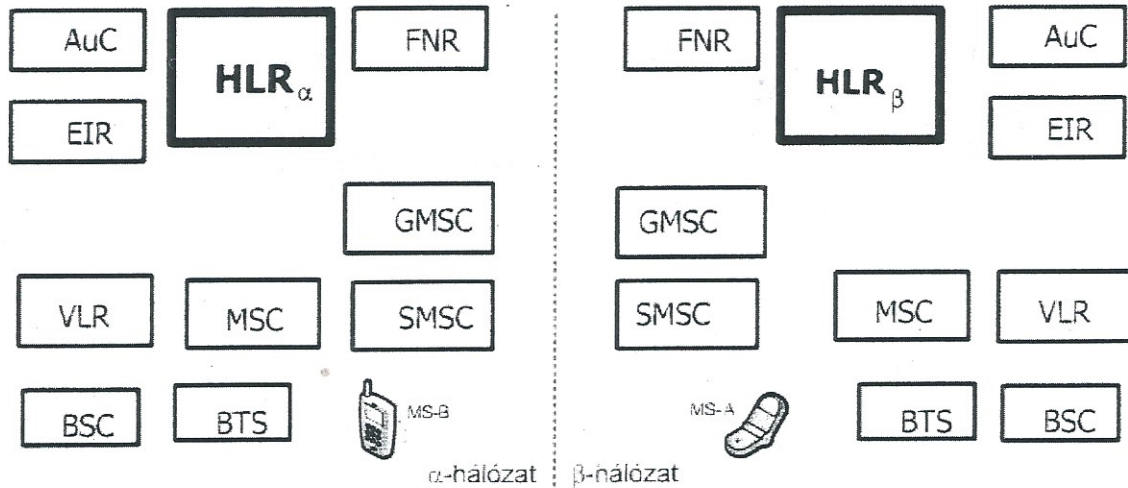 AuC HLRα FNR FNR HLRβ AuC
EIR EIR
GMSC GMSC
VLR MSC SMSC SMSC MSC VLR
BSC BTS MS-B MS-A BTS BSC
α-hálózat β-hálózat